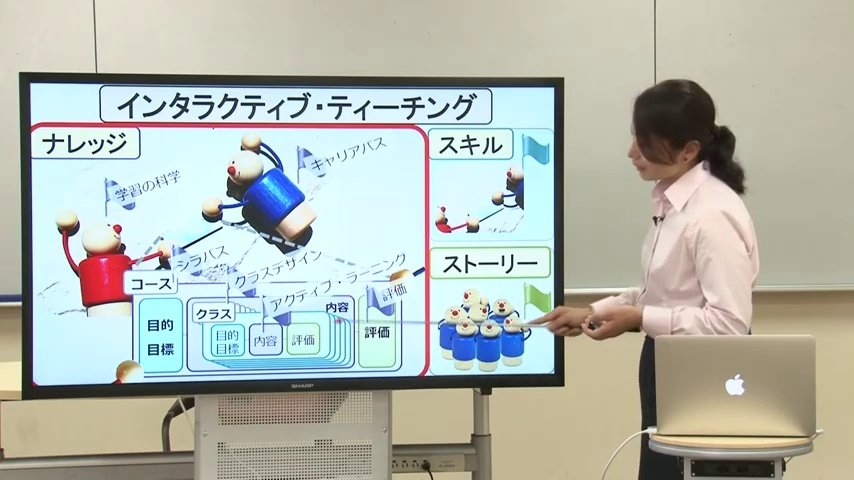 インタラクティブ・ティーチング
ナレッジ
スキル
キャリアパス
学習の科学
シラバス
クラスデザイン
アクティブ・ラーニング
評価
ストーリー
コース
目的
目標
クラス
内容
目的
目標
内容
評価
評価
SHARP